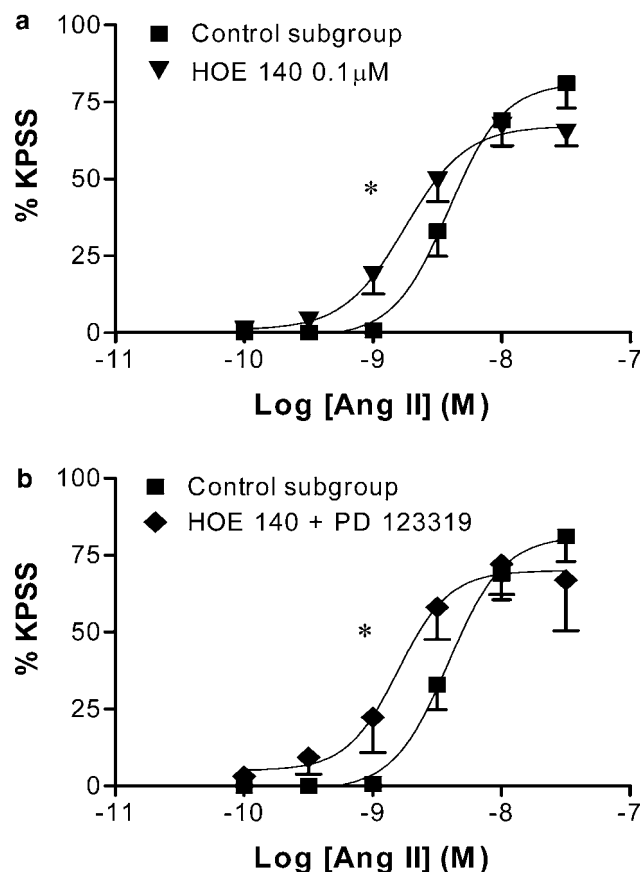 a
Control subgroup
HOE 140 0.1μM
*
% KPSS
100
75
50
25
0
-11 -10 -9 -8 -7
Log [Ang II] (M)
b
Control subgroup
HOE 140 + PD 123319
*
% KPSS
100
75
50
25
0
-11 -10 -9 -8 -7
Log [Ang II] (M)